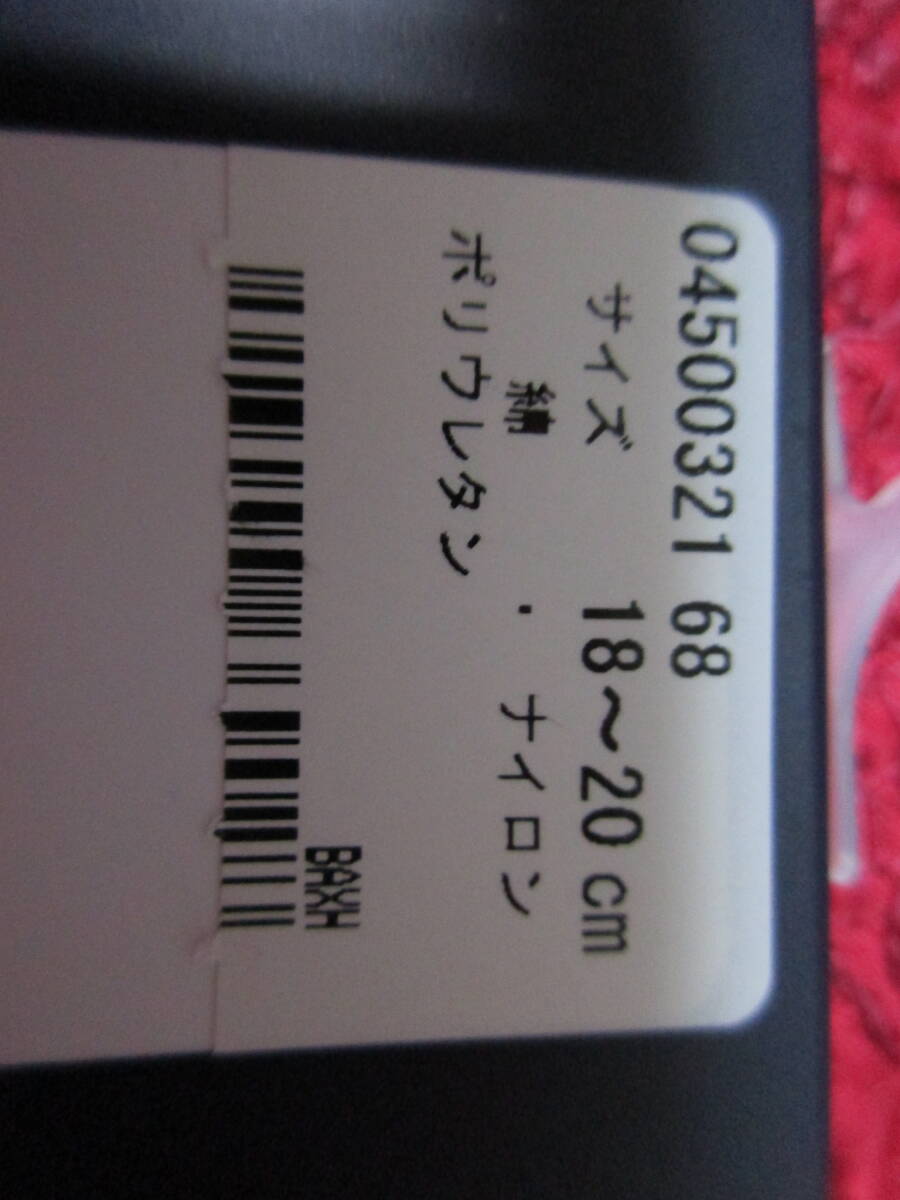 04500321 68
サイズ 18～20 cm
綿 ・ ナイロン
ポリウレタン
BAXH